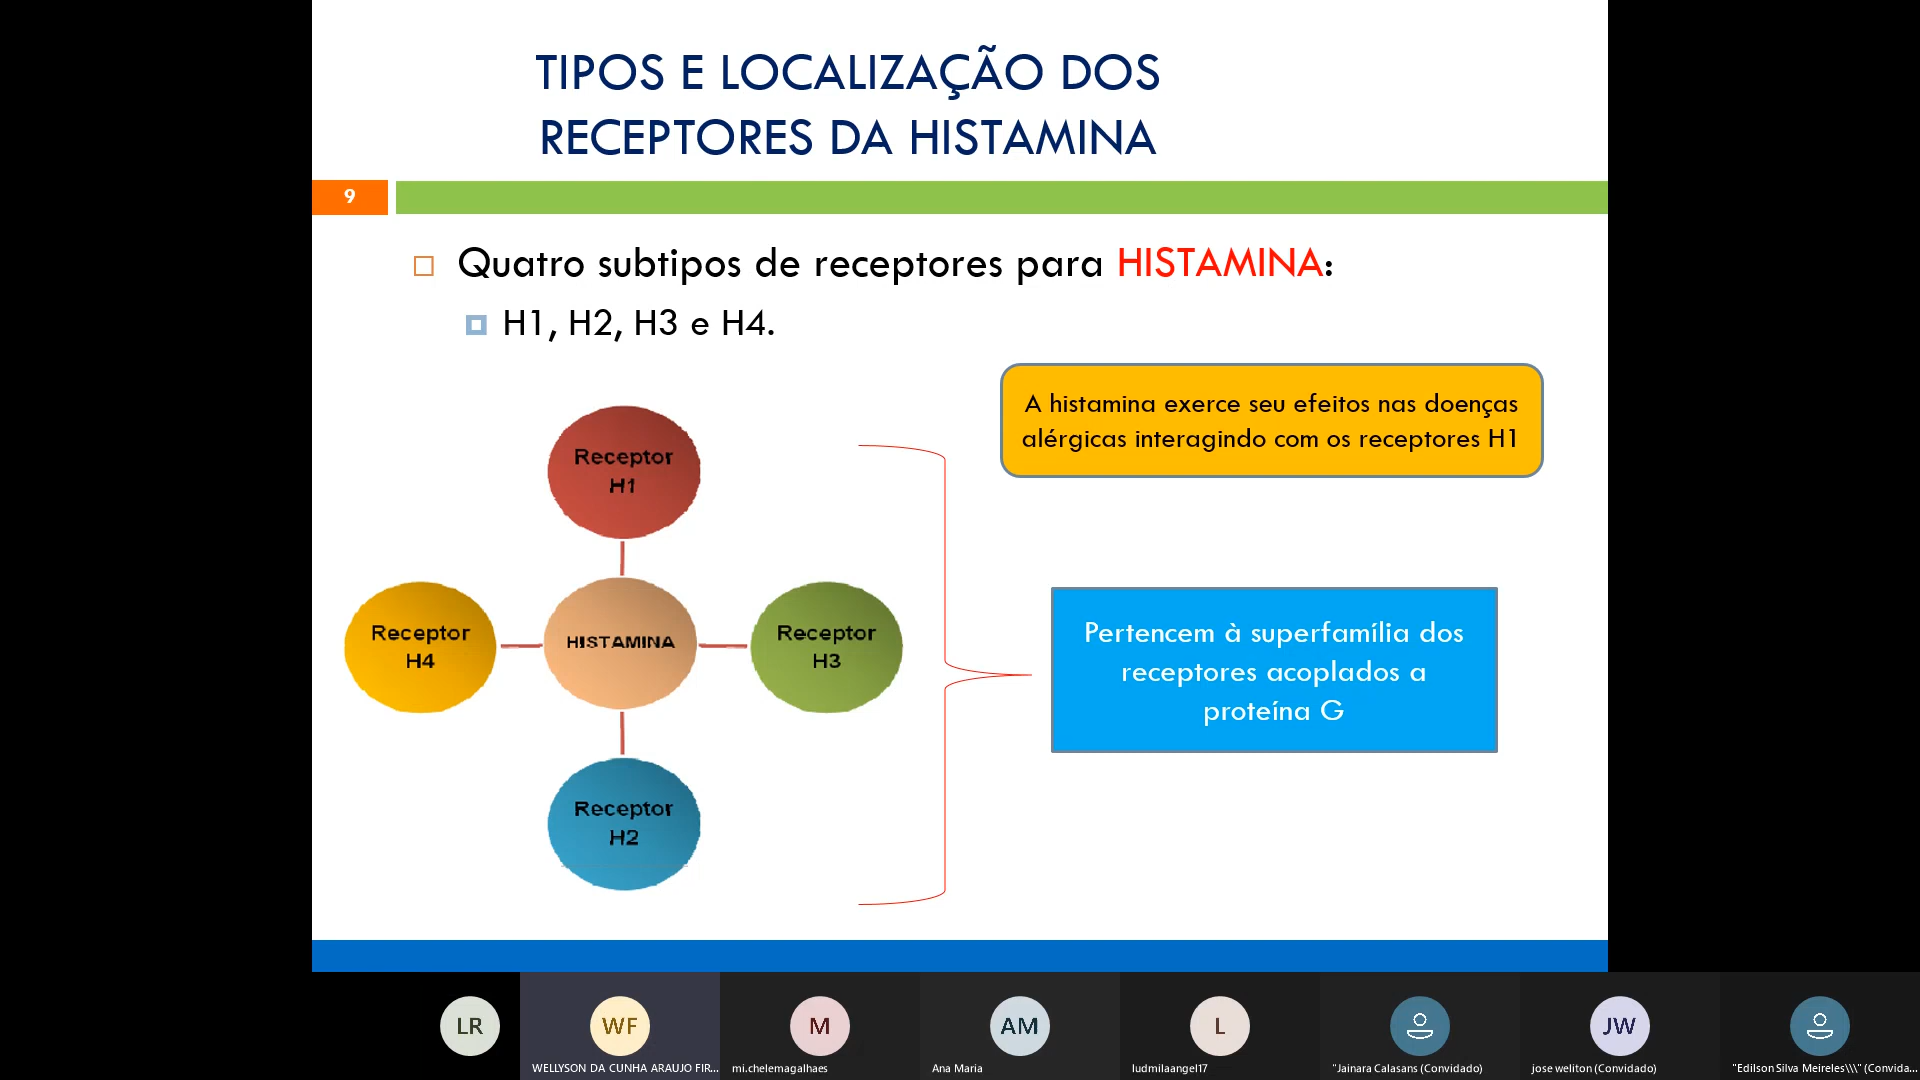 TIPOS E LOCALIZAÇÃO DOS
RECEPTORES DA HISTAMINA
9
Quatro subtipos de receptores para HISTAMINA:
H1, H2, H3 e H4.
A histamina exerce seu efeitos nas doenças
alérgicas interagindo com os receptores H1
Receptor
H1
Receptor
H4
HISTAMINA
Receptor
H3
Receptor
H2
Pertencem à superfamília dos
receptores acoplados a
proteína G
LR
WF
M
AM
L
JW
WELLYSON DA CUNHA ARAUJO FIR...
mi.chelemagalhaes
Ana Maria
ludmilaangel17
"Jainara Calasans (Convidado)
jose weliton (Convidado)
"Edilson Silva Meireles\\\" (Convida...